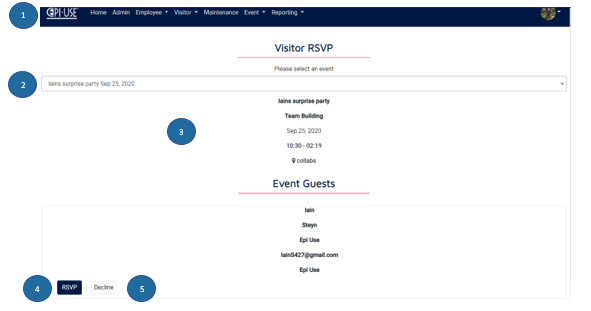 1
EPI-USE Home Admin Employee Visitor Maintenance Event Reporting
Visitor RSVP
Please select an event
2
Iains surprise party Sep 25, 2020
Iains surprise party
Team Building
3
Sep 25, 2020
10:30 - 02:19
collabs
Event Guests
Iain
Steyn
Epi Use
IainS427@gmail.com
Epi Use
4
RSVP
Decline
5